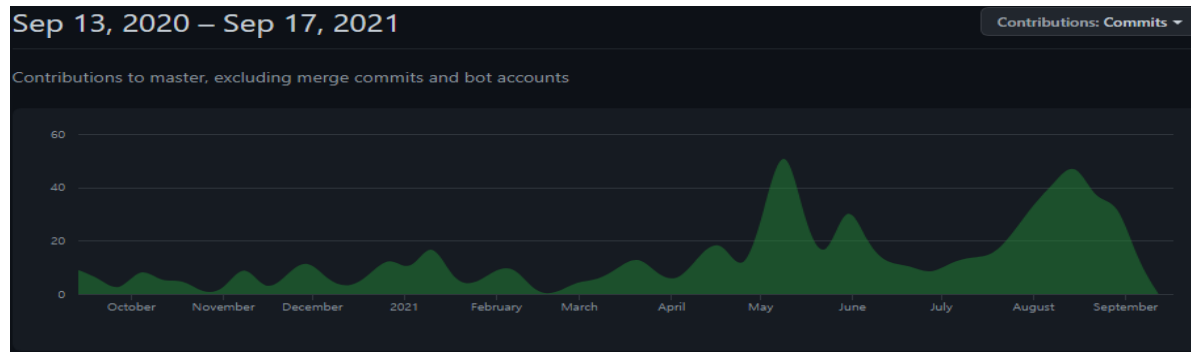 Sep 13, 2020 – Sep 17, 2021
Contributions: Commits
Contributions to master, excluding merge commits and bot accounts
60
40
20
0
October November December 2021 February March April May June July August September